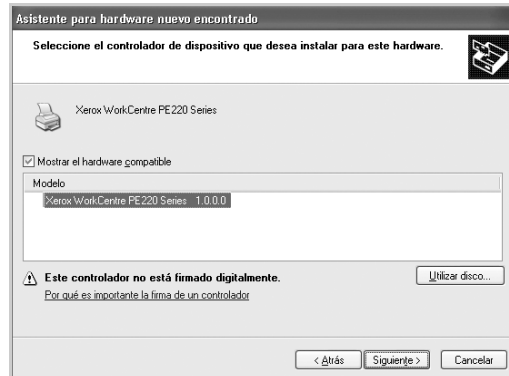 Asistente para hardware nuevo encontrado
Seleccione el controlador de dispositivo que desea instalar para este hardware.
Xerox WorkCentre PE220 Series
Mostrar el hardware compatible
Modelo
Xerox WorkCentre PE220 Series 1.0.0.0
Este controlador no está firmado digitalmente.
Por qué es importante la firma de un controlador
Utilizar disco...
< Atrás
Siguiente >
Cancelar